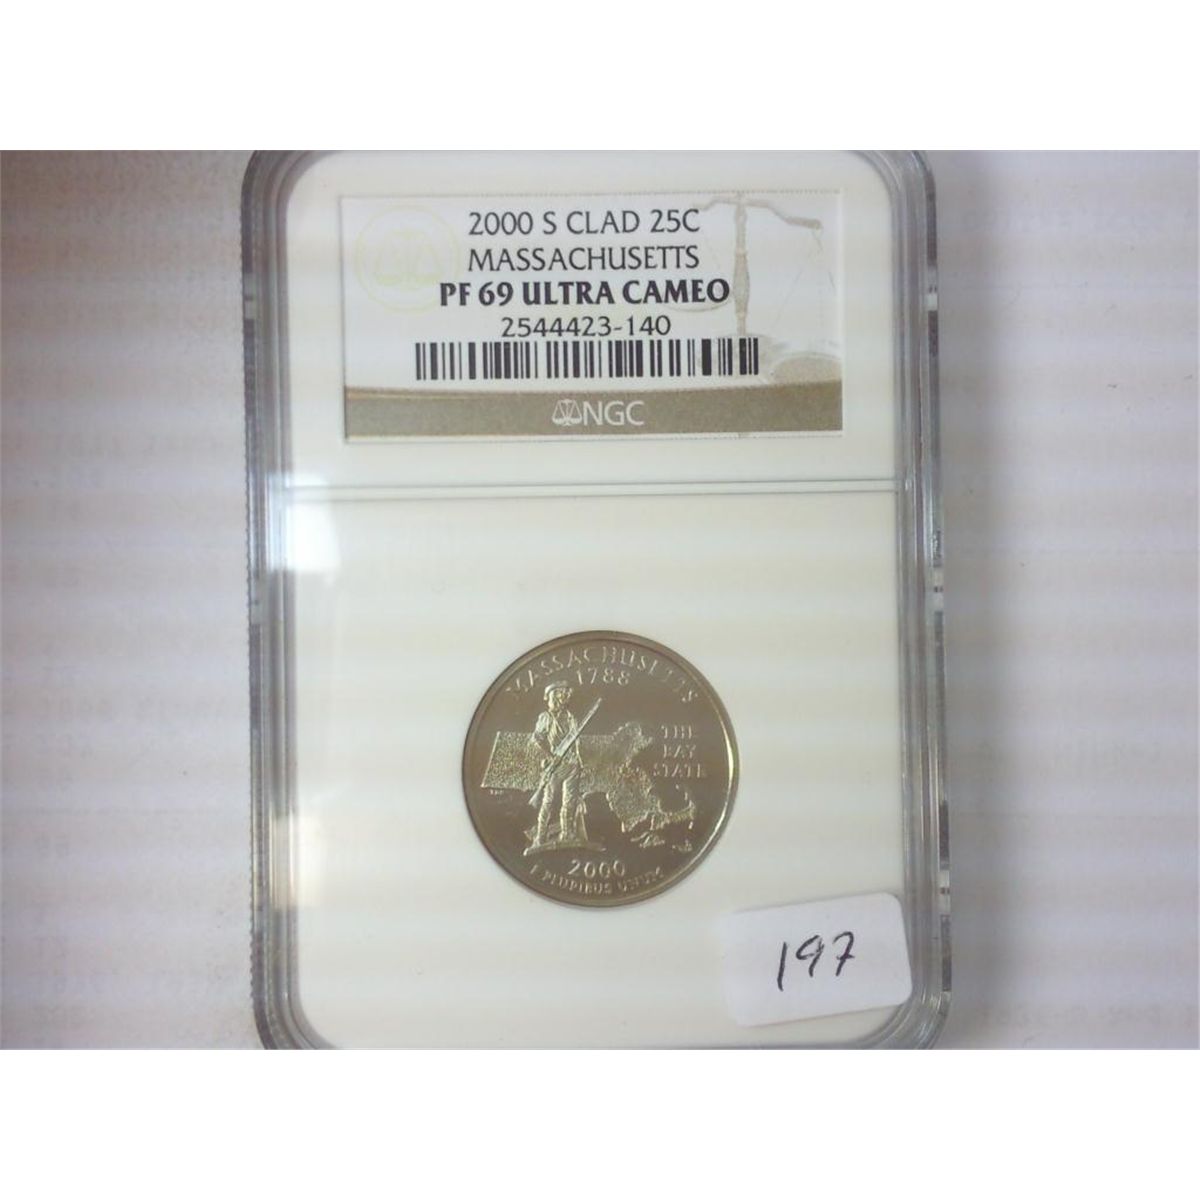 2000 S CLAD 25C
MASSACHUSETTS
PF 69 ULTRA CAMEO
2544423-140
NGC
MASSACHUSETTS
1788
THE
BAY
STATE
2000
E PLURIBUS UNUM
197